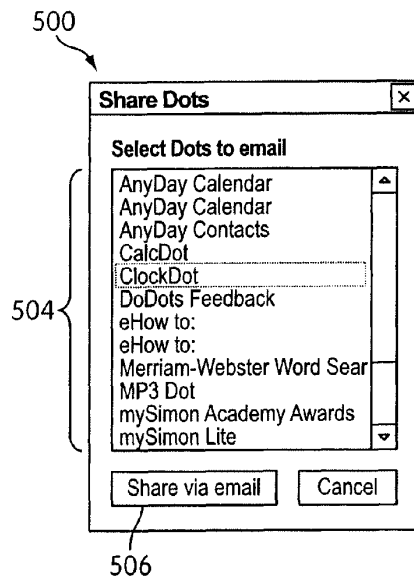 500
Share Dots
Select Dots to email
AnyDay Calendar
AnyDay Calendar
AnyDay Contacts
CalcDot
ClockDot
DoDots Feedback
eHow to:
eHow to:
Merriam-Webster Word Sear
MP3 Dot
mySimon Academy Awards
mySimon Lite
504
Share via email Cancel
506